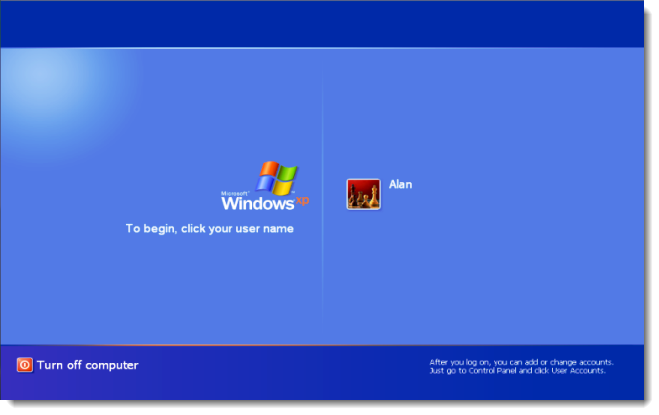 Microsoft®
Windows xp
To begin, click your user name
Alan
Turn off computer
After you log on, you can add or change accounts.
Just go to Control Panel and click User Accounts.